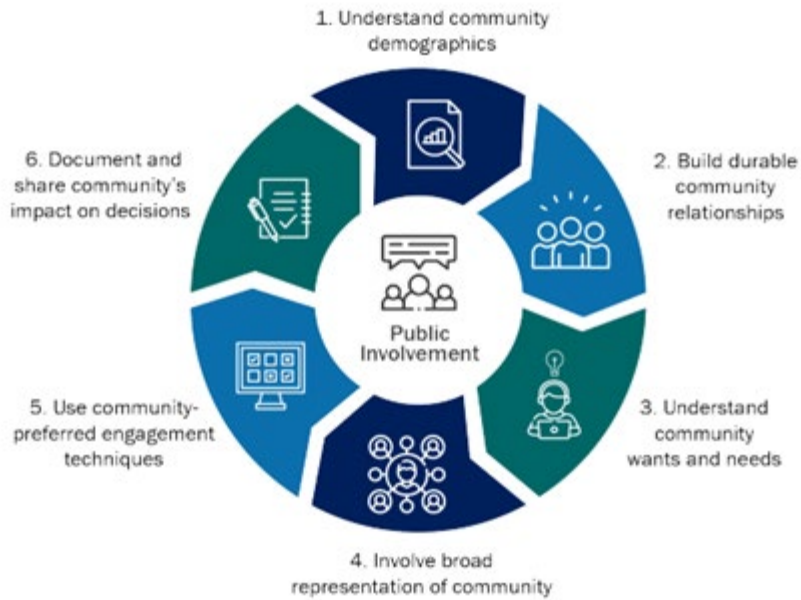 1. Understand community
demographics
2. Build durable
community
relationships
3. Understand
community
wants and needs
4. Involve broad
representation of community
5. Use community-
preferred engagement
techniques
6. Document and
share community's
impact on decisions
Public
Involvement